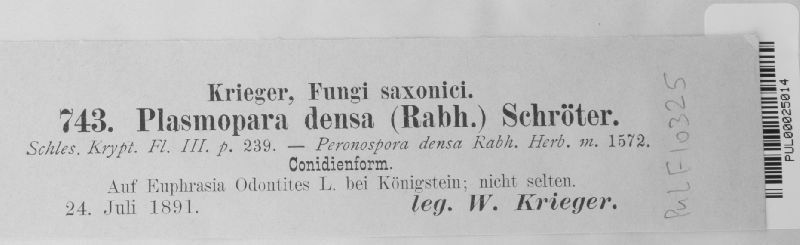 Krieger, Fungi saxonici.
743. Plasmopara densa (Rabh.) Schröter.
Schles. Krypt. Fl. III. p. 239. — Peronospora densa Rabh. Herb. m. 1572.
Conidienform.
Auf Euphrasia Odontites L. bei Königstein; nicht selten.
24. Juli 1891. leg. W. Krieger.
PUL F10325
PUL00025014